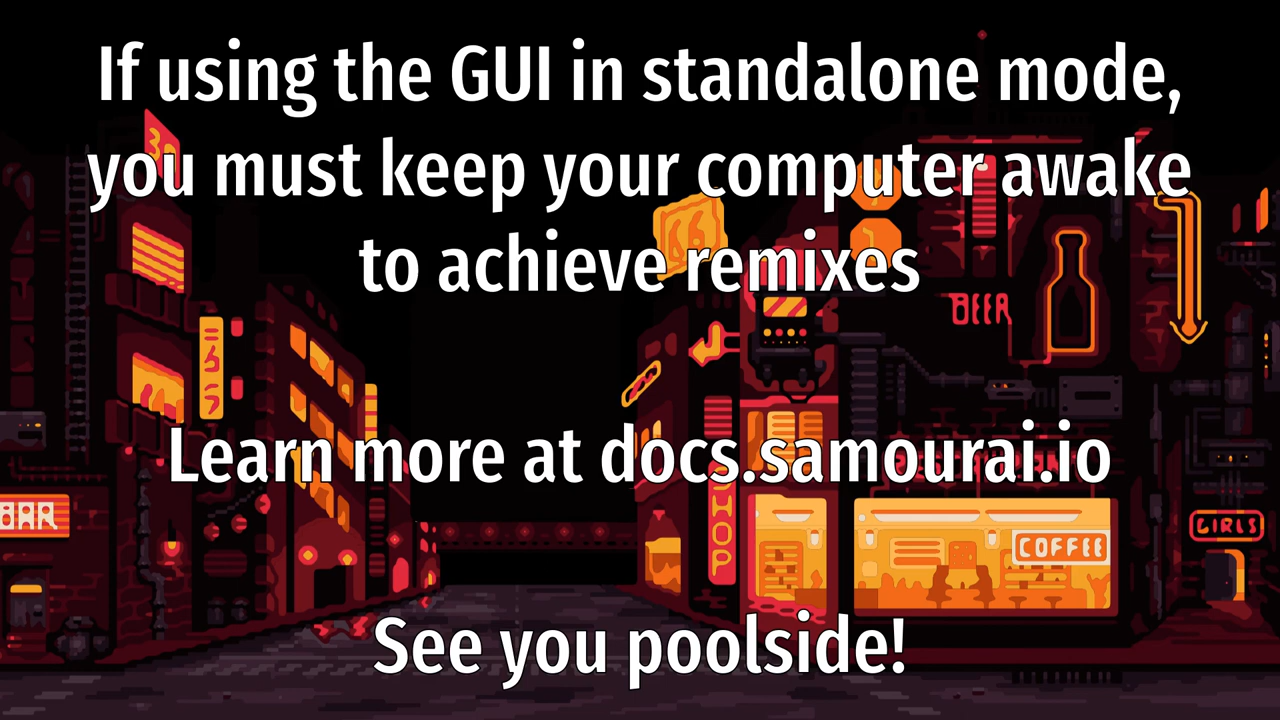 If using the GUI in standalone mode,
you must keep your computer awake
to achieve remixes
BEER
Learn more at docs.samourai.io
BAR
SHOP
COFFEE
GIRLS
See you poolside!